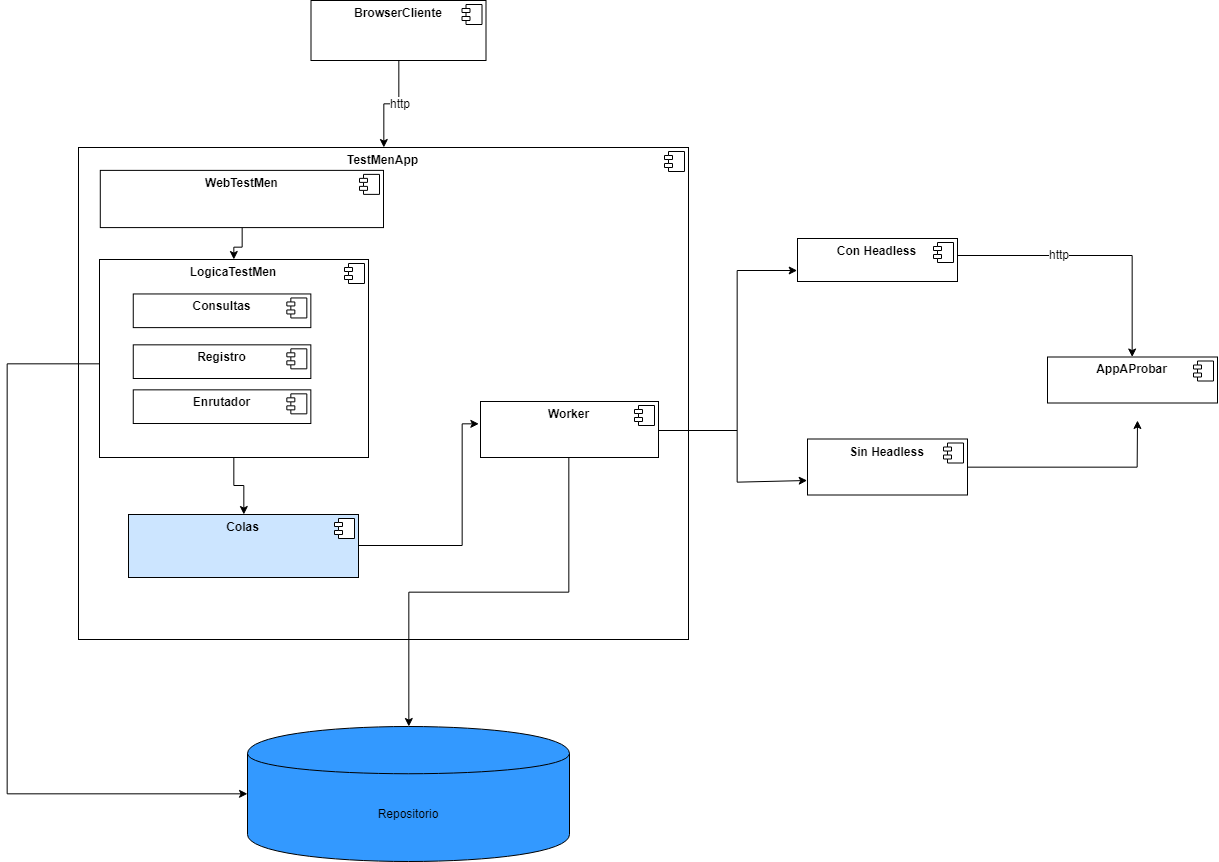 BrowserCliente
http
TestMenApp
WebTestMen
LogicaTestMen
Consultas
Registro
Enrutador
Colas
Worker
Con Headless
http
AppAProbar
Sin Headless
Repositorio